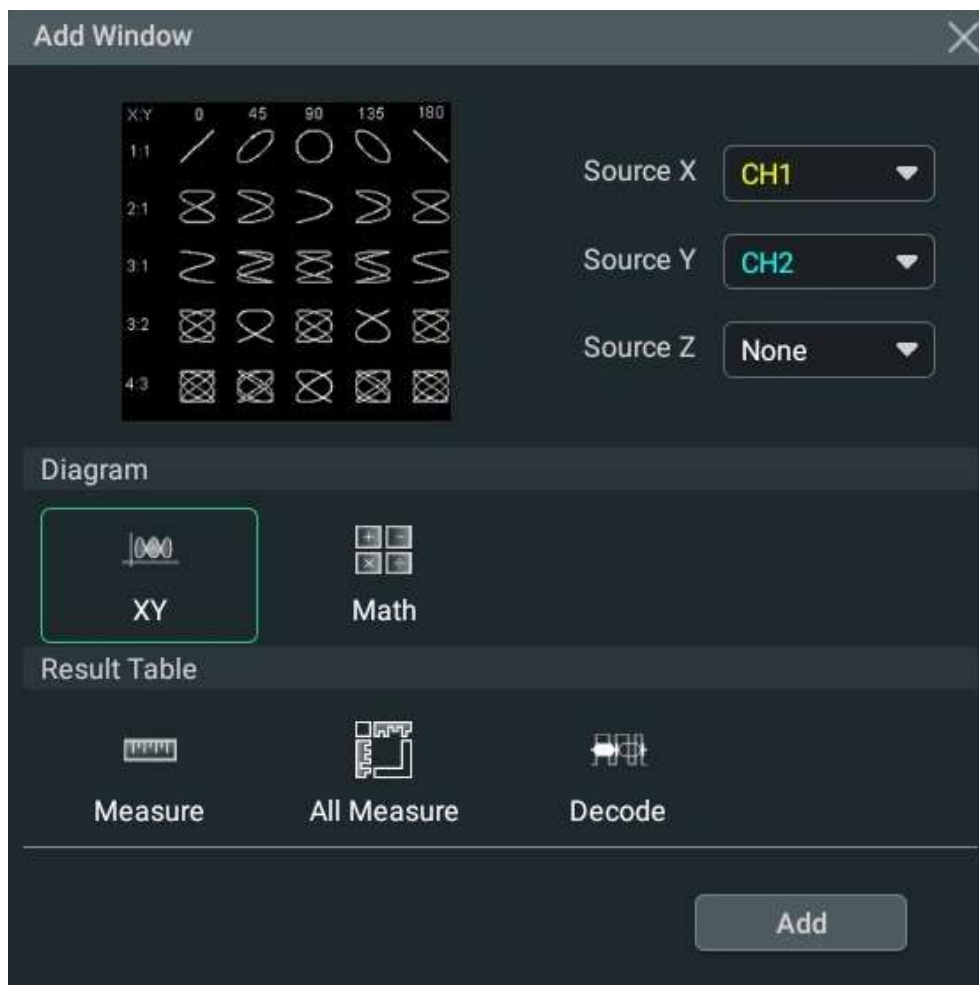 Add Window
X:Y 0 45 90 135 180
1:1
2:1
3:1
3:2
4:3
Source X CH1
Source Y CH2
Source Z None
Diagram
XY Math
Result Table
Measure All Measure Decode
Add